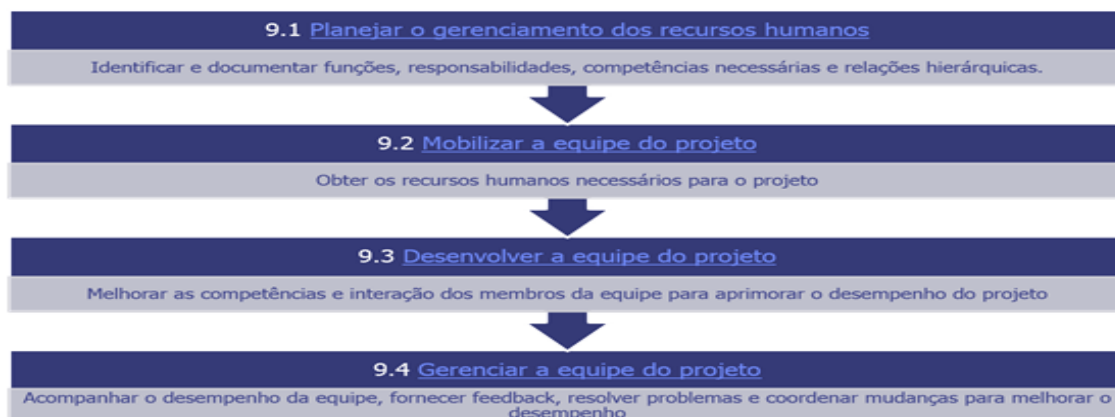 9.1 Planejar o gerenciamento dos recursos humanos
Identificar e documentar funções, responsabilidades, competências necessárias e relações hierárquicas.
9.2 Mobilizar a equipe do projeto
Obter os recursos humanos necessários para o projeto
9.3 Desenvolver a equipe do projeto
Melhorar as competências e interação dos membros da equipe para aprimorar o desempenho do projeto
9.4 Gerenciar a equipe do projeto
Acompanhar o desempenho da equipe, fornecer feedback, resolver problemas e coordenar mudanças para melhorar o
desempenho